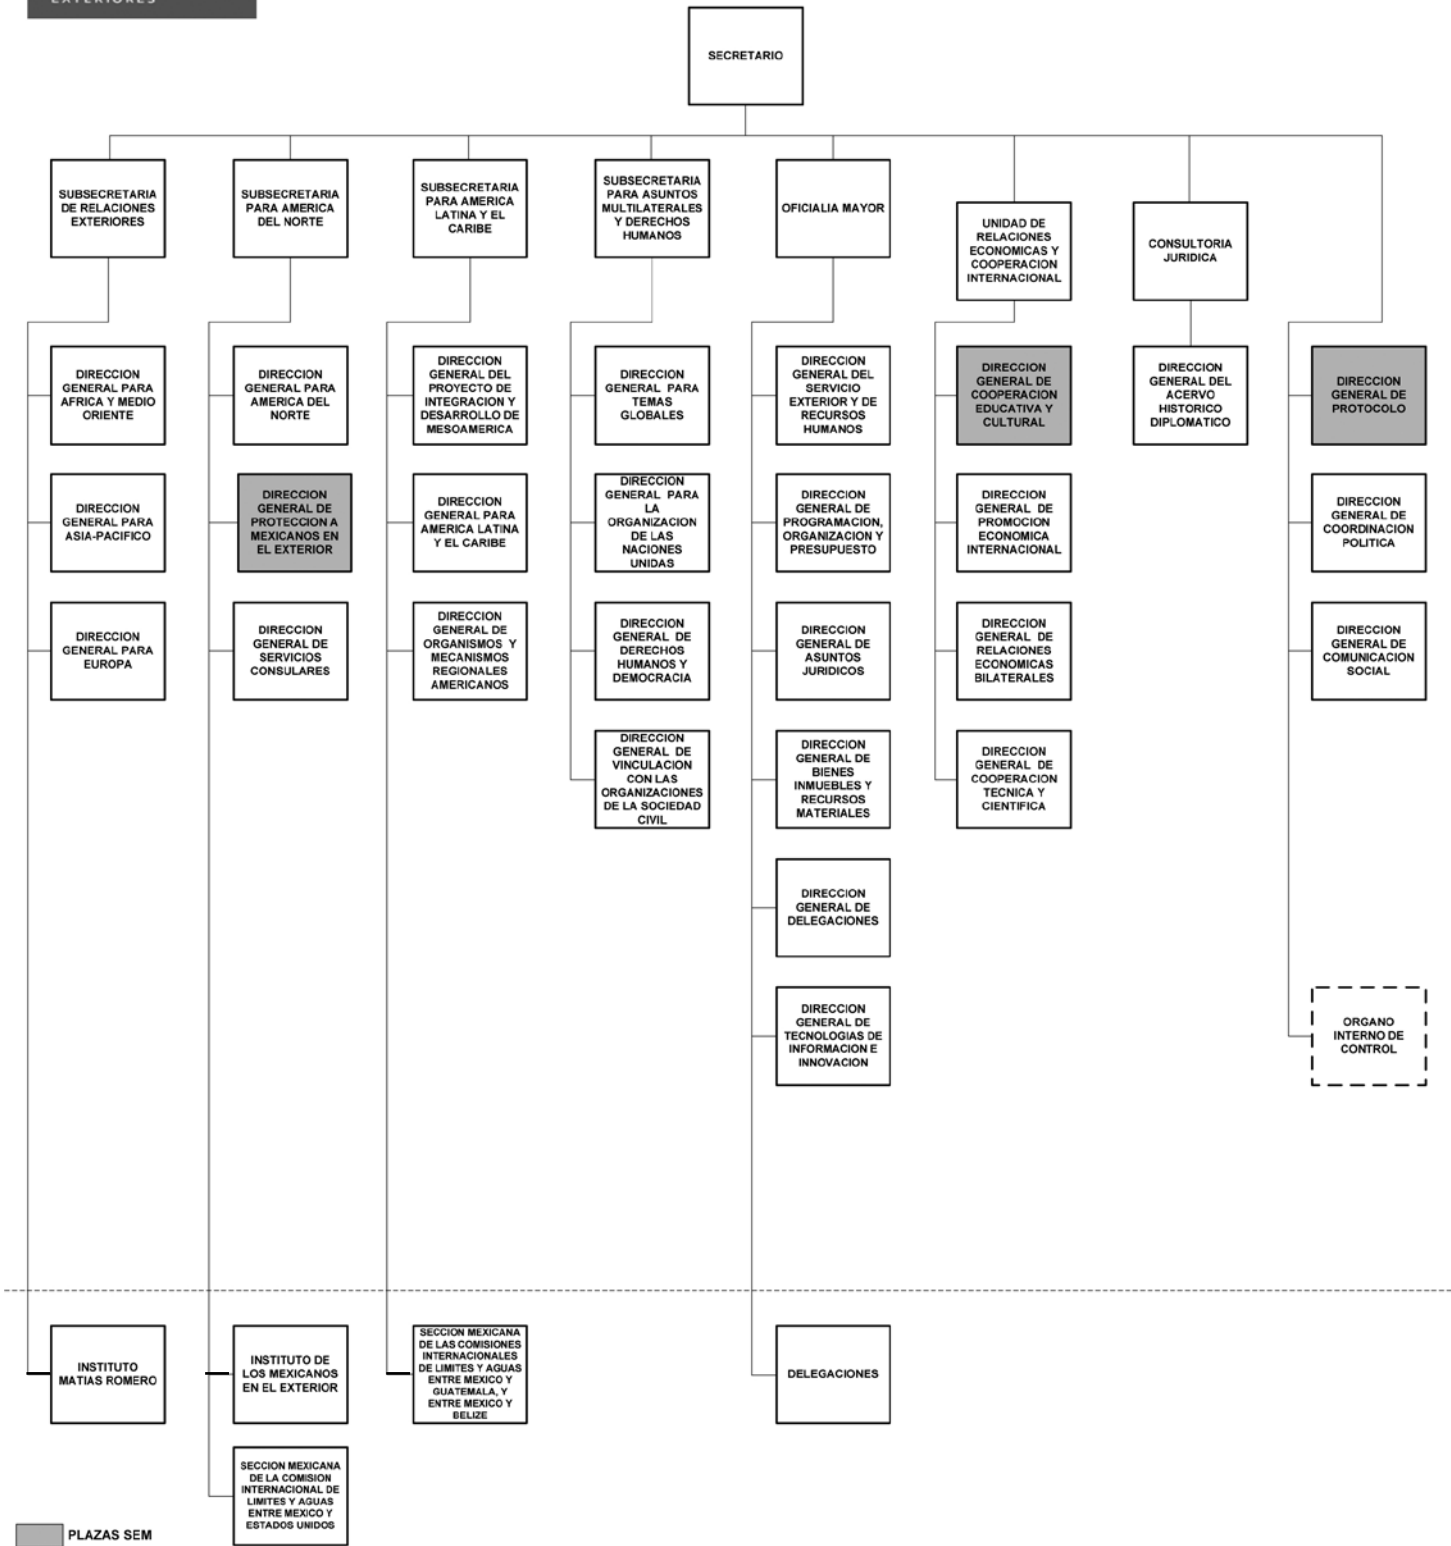 EXTERIORES
SECRETARIO
SUBSECRETARIA
DE RELACIONES
EXTERIORES
SUBSECRETARIA
PARA AMERICA
DEL NORTE
SUBSECRETARIA
PARA AMERICA
LATINA Y EL
CARIBE
SUBSECRETARIA
PARA ASUNTOS
MULTILATERALES
Y DERECHOS
HUMANOS
OFICIALIA MAYOR
UNIDAD DE
RELACIONES
ECONOMICAS Y
COOPERACION
INTERNACIONAL
CONSULTORIA
JURIDICA
DIRECCION
GENERAL PARA
AFRICA Y MEDIO
ORIENTE
DIRECCION
GENERAL PARA
AMERICA DEL
NORTE
DIRECCION
GENERAL DEL
PROYECTO DE
INTEGRACION Y
DESARROLLO DE
MESOAMERICA
DIRECCION
GENERAL PARA
TEMAS
GLOBALES
DIRECCION
GENERAL DEL
SERVICIO
EXTERIOR Y DE
RECURSOS
HUMANOS
DIRECCION
GENERAL DE
COOPERACION
EDUCATIVA Y
CULTURAL
DIRECCION
GENERAL DEL
ACERVO
HISTORICO
DIPLOMATICO
DIRECCION
GENERAL DE
PROTOCOLO
DIRECCION
GENERAL PARA
ASIA-PACIFICO
DIRECCION
GENERAL DE
PROTECCION A
MEXICANOS EN
EL EXTERIOR
DIRECCION
GENERAL PARA
AMERICA LATINA
Y EL CARIBE
DIRECCION
GENERAL PARA
LA
ORGANIZACION
DE LAS
NACIONES
UNIDAS
DIRECCION
GENERAL DE
PROGRAMACION,
ORGANIZACION Y
PRESUPUESTO
DIRECCION
GENERAL DE
PROMOCION
ECONOMICA
INTERNACIONAL
DIRECCION
GENERAL DE
COORDINACION
POLITICA
DIRECCION
GENERAL PARA
EUROPA
DIRECCION
GENERAL DE
SERVICIOS
CONSULARES
DIRECCION
GENERAL DE
ORGANISMOS Y
MECANISMOS
REGIONALES
AMERICANOS
DIRECCION
GENERAL DE
DERECHOS
HUMANOS Y
DEMOCRACIA
DIRECCION
GENERAL DE
ASUNTOS
JURIDICOS
DIRECCION
GENERAL DE
RELACIONES
ECONOMICAS
BILATERALES
DIRECCION
GENERAL DE
COMUNICACION
SOCIAL
DIRECCION
GENERAL DE
VINCULACION
CON LAS
ORGANIZACIONES
DE LA SOCIEDAD
CIVIL
DIRECCION
GENERAL DE
BIENES
INMUEBLES Y
RECURSOS
MATERIALES
DIRECCION
GENERAL DE
COOPERACION
TECNICA Y
CIENTIFICA
DIRECCION
GENERAL DE
DELEGACIONES
DIRECCION
GENERAL DE
TECNOLOGIAS DE
INFORMACION E
INNOVACION
ORGANO
INTERNO DE
CONTROL
INSTITUTO
MATIAS ROMERO
INSTITUTO DE
LOS MEXICANOS
EN EL EXTERIOR
SECCION MEXICANA
DE LAS COMISIONES
INTERNACIONALES
DE LIMITES Y AGUAS
ENTRE MEXICO Y
GUATEMALA, Y
ENTRE MEXICO Y
BELIZE
DELEGACIONES
SECCION MEXICANA
DE LA COMISION
INTERNACIONAL DE
LIMITES Y AGUAS
ENTRE MEXICO Y
ESTADOS UNIDOS
PLAZAS SEM